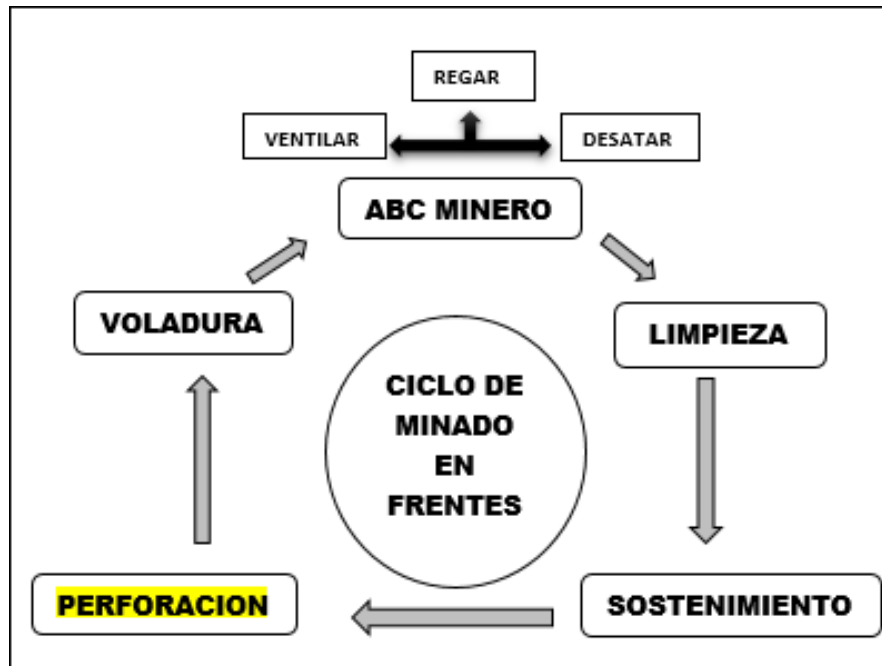 REGAR
VENTILAR
DESATAR
ABC MINERO
VOLADURA
LIMPIEZA
CICLO DE
MINADO
EN
FRENTES
PERFORACION
SOSTENIMIENTO